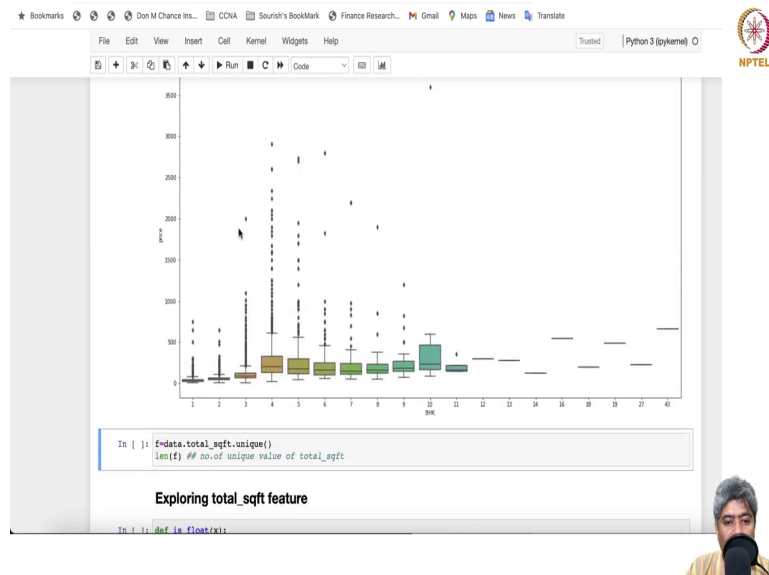 Bookmarks Don M Chance Ins... CCNA Sourish's BookMark Finance Research... Gmail Maps News Translate
NPTEL
File Edit View Insert Cell Kernel Widgets Help Trusted Python 3 (ipykernel)
Run Code
3500
3000
2500
2000
1500
1000
500
0
price
1 2 3 4 5 6 7 8 9 10 11 12 13 14 16 18 19 27 43
BHK
In [ ]: f=data.total_sqft.unique()
len(f) ## no.of unique value of total_sqft
Exploring total_sqft feature
In [ ]: def is_float(x):